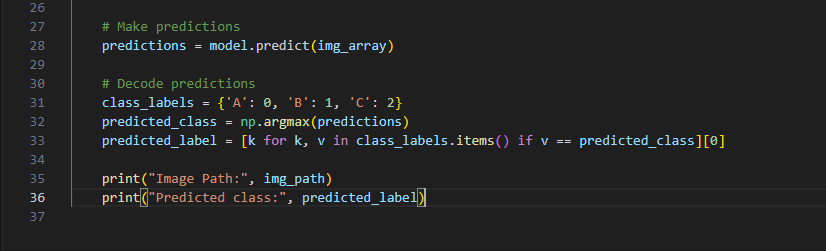 26
27 # Make predictions
28 predictions = model.predict(img_array)
29
30 # Decode predictions
31 class_labels = {'A': 0, 'B': 1, 'C': 2}
32 predicted_class = np.argmax(predictions)
33 predicted_label = [k for k, v in class_labels.items() if v == predicted_class][0]
34
35 print("Image Path:", img_path)
36 print("Predicted class:", predicted_label)
37